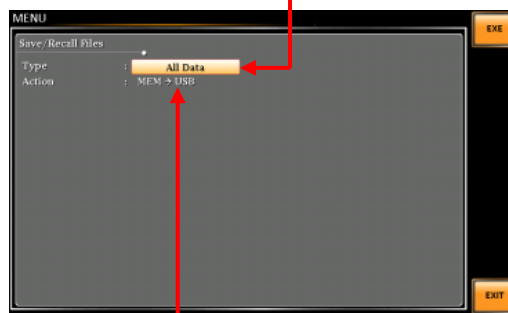 MENU
EXE
Save/Recall Files
Type : All Data
Action : MEM → USB
EXIT